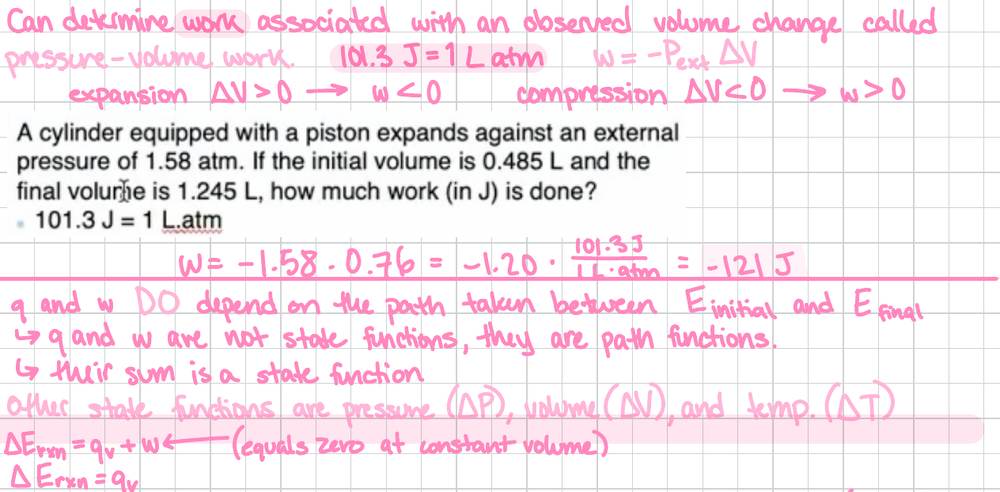 Can determine work associated with an observed volume change called
pressure-volume work. 101.3 J = 1 L atm w = -Pext ΔV
expansion ΔV > 0 → w < 0 compression ΔV < 0 → w > 0
A cylinder equipped with a piston expands against an external
pressure of 1.58 atm. If the initial volume is 0.485 L and the
final volume is 1.245 L, how much work (in J) is done?
• 101.3 J = 1 L.atm
W = -1.58 · 0.76 = -1.20 · 101.3 J / 1 L·atm = -121 J
q and w DO depend on the path taken between E initial and E final
↳ q and w are not state functions, they are path functions.
↳ their sum is a state function
other state functions are pressure (ΔP), volume (ΔV), and temp. (ΔT)
ΔErxn = qv + w ← (equals zero at constant volume)
ΔErxn = qv